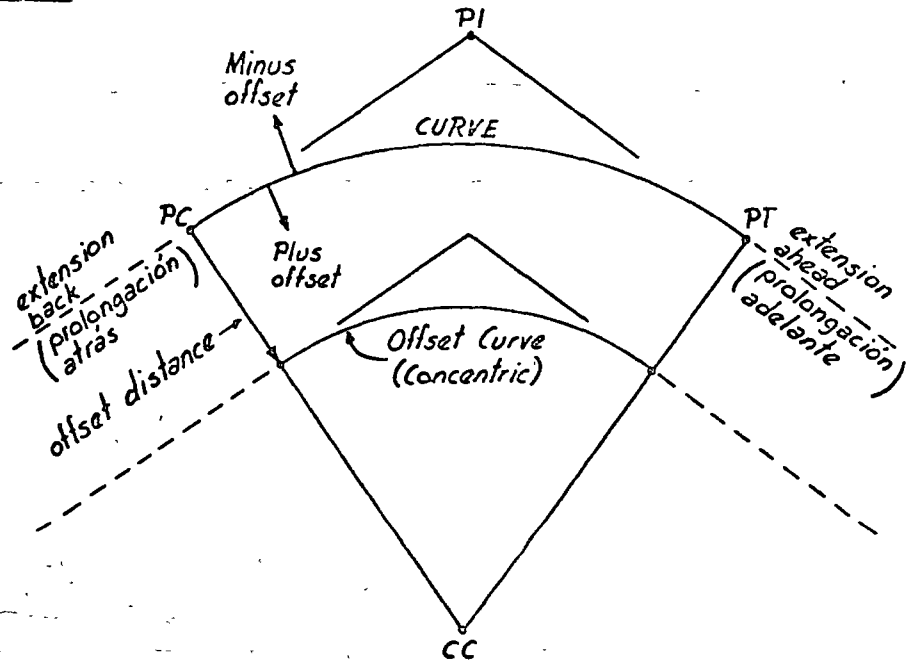 PI
Minus
offset
CURVE
PC
PT
Plus
offset
extension
back
(prolongación
atrás)
extension
ahead
(prolongación
adelante)
offset distance
Offset Curve
(Concentric)
CC